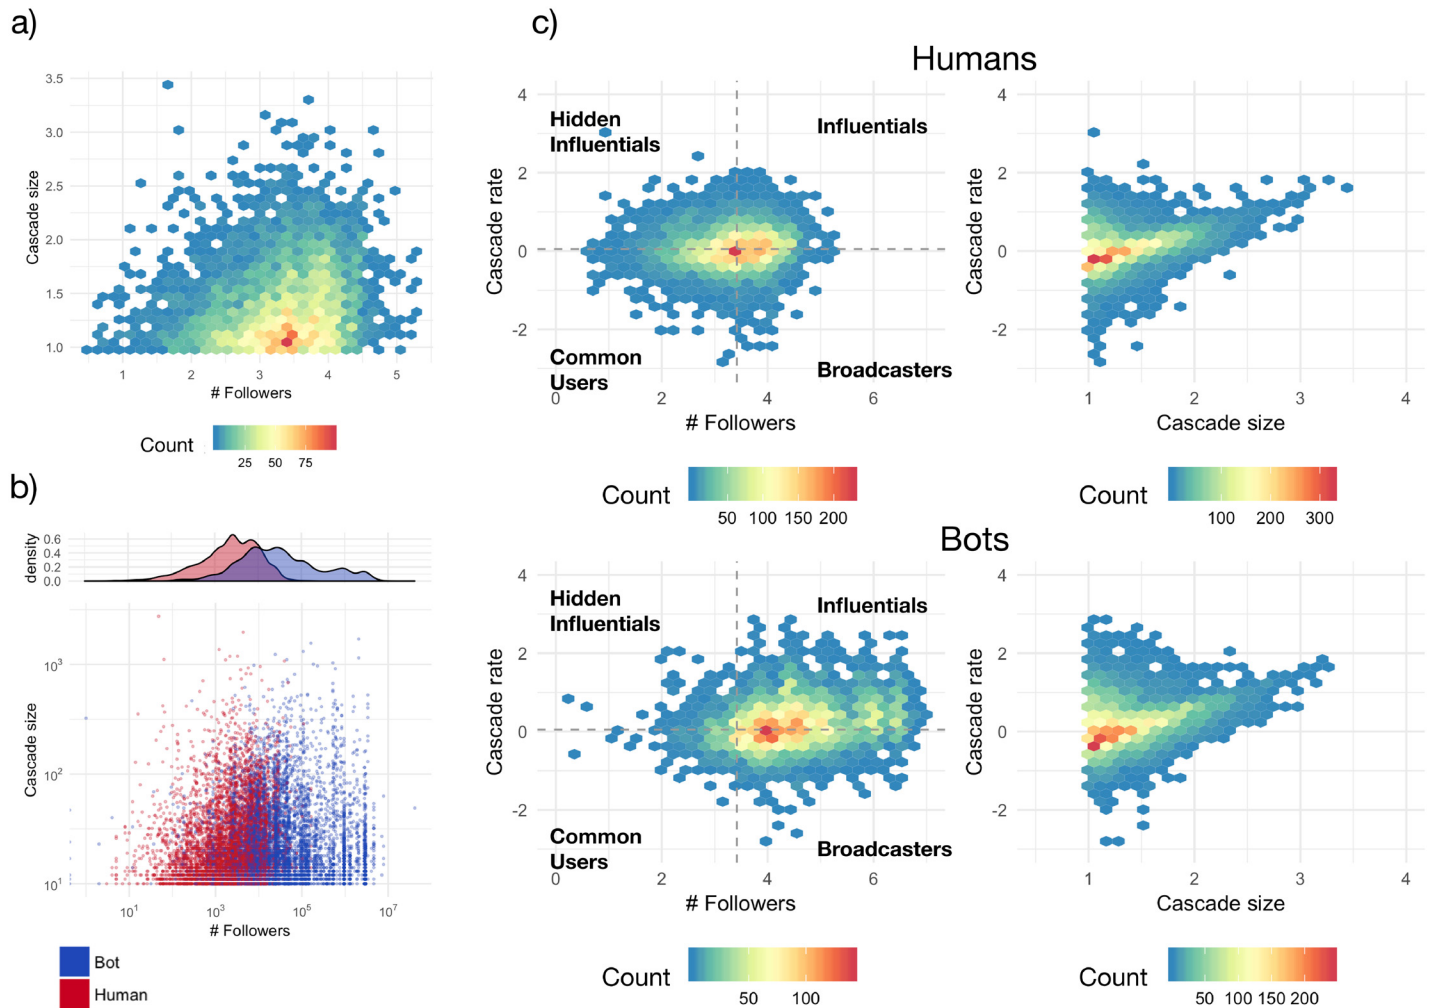 a)
3.5
3.0
2.5
2.0
1.5
1.0
Cascade size
1 2 3 4 5
# Followers
Count
25 50 75
b)
density
0.6
0.4
0.2
0.0
Cascade size
10³
10²
10¹
10¹ 10³ 10⁵ 10⁷
# Followers
Bot
Human
c)
Humans
4
2
0
-2
Cascade rate
Hidden
Influentials
Influentials
Common
Users
Broadcasters
0 2 4 6
# Followers
Count
50 100 150 200
4
2
0
-2
Cascade rate
1 2 3 4
Cascade size
Count
100 200 300
Bots
4
2
0
-2
Cascade rate
Hidden
Influentials
Influentials
Common
Users
Broadcasters
0 2 4 6
# Followers
Count
50 100
4
2
0
-2
Cascade rate
1 2 3 4
Cascade size
Count
50 100 150 200